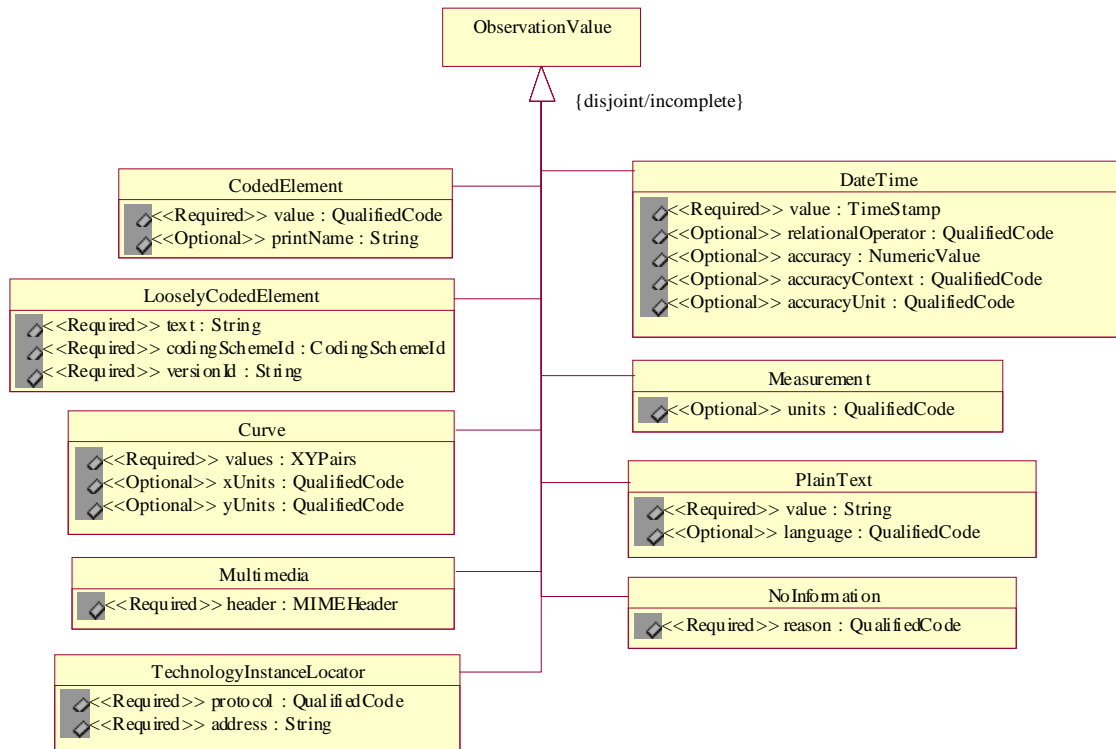 ObservationValue
{disjoint/incomplete}
CodedElement
<<Required>> value : QualifiedCode
<<Optional>> printName : String
LooselyCodedElement
<<Required>> text : String
<<Required>> codingSchemeId : CodingSchemeId
<<Required>> versionId : String
Curve
<<Required>> values : XYPairs
<<Optional>> xUnits : QualifiedCode
<<Optional>> yUnits : QualifiedCode
Multimedia
<<Required>> header : MIMEHeader
TechnologyInstanceLocator
<<Required>> protocol : QualifiedCode
<<Required>> address : String
DateTime
<<Required>> value : TimeStamp
<<Optional>> relationalOperator : QualifiedCode
<<Optional>> accuracy : NumericValue
<<Optional>> accuracyContext : QualifiedCode
<<Optional>> accuracyUnit : QualifiedCode
Measurement
<<Optional>> units : QualifiedCode
PlainText
<<Required>> value : String
<<Optional>> language : QualifiedCode
NoInformation
<<Required>> reason : QualifiedCode